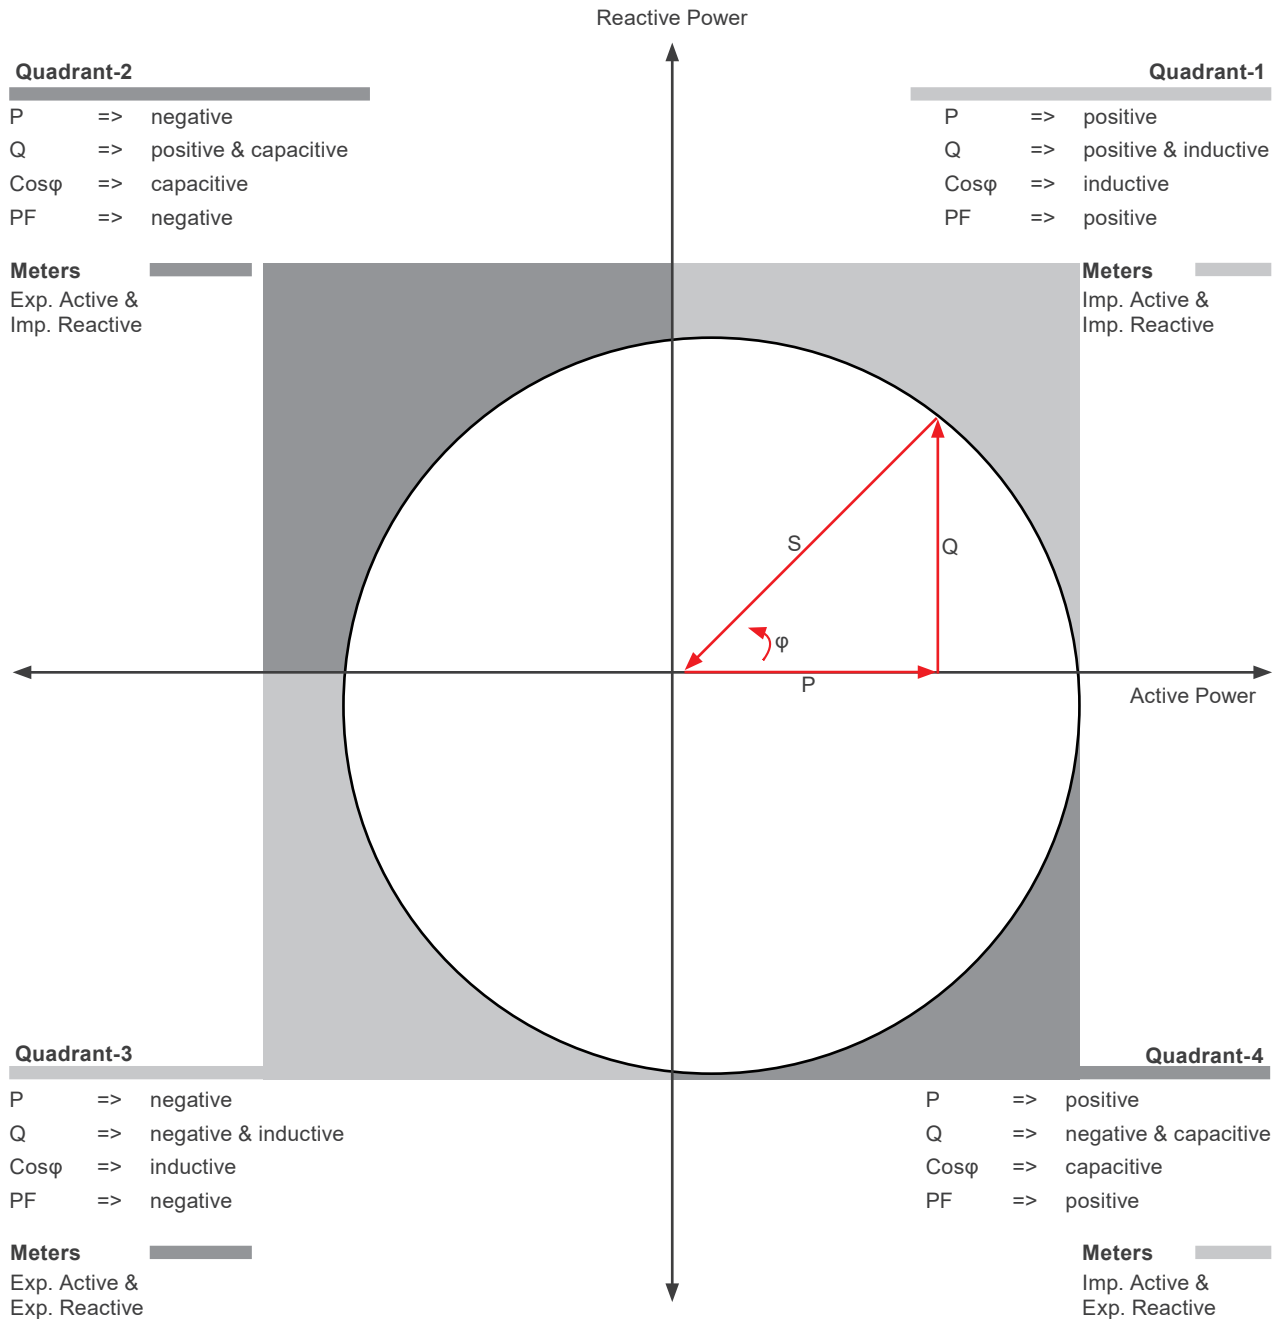 Reactive Power
Quadrant-2
P => negative
Q => positive & capacitive
Cosφ => capacitive
PF => negative
Meters
Exp. Active &
Imp. Reactive
Quadrant-1
P => positive
Q => positive & inductive
Cosφ => inductive
PF => positive
Meters
Imp. Active &
Imp. Reactive
S
Q
φ
P
Active Power
Quadrant-3
P => negative
Q => negative & inductive
Cosφ => inductive
PF => negative
Meters
Exp. Active &
Exp. Reactive
Quadrant-4
P => positive
Q => negative & capacitive
Cosφ => capacitive
PF => positive
Meters
Imp. Active &
Exp. Reactive